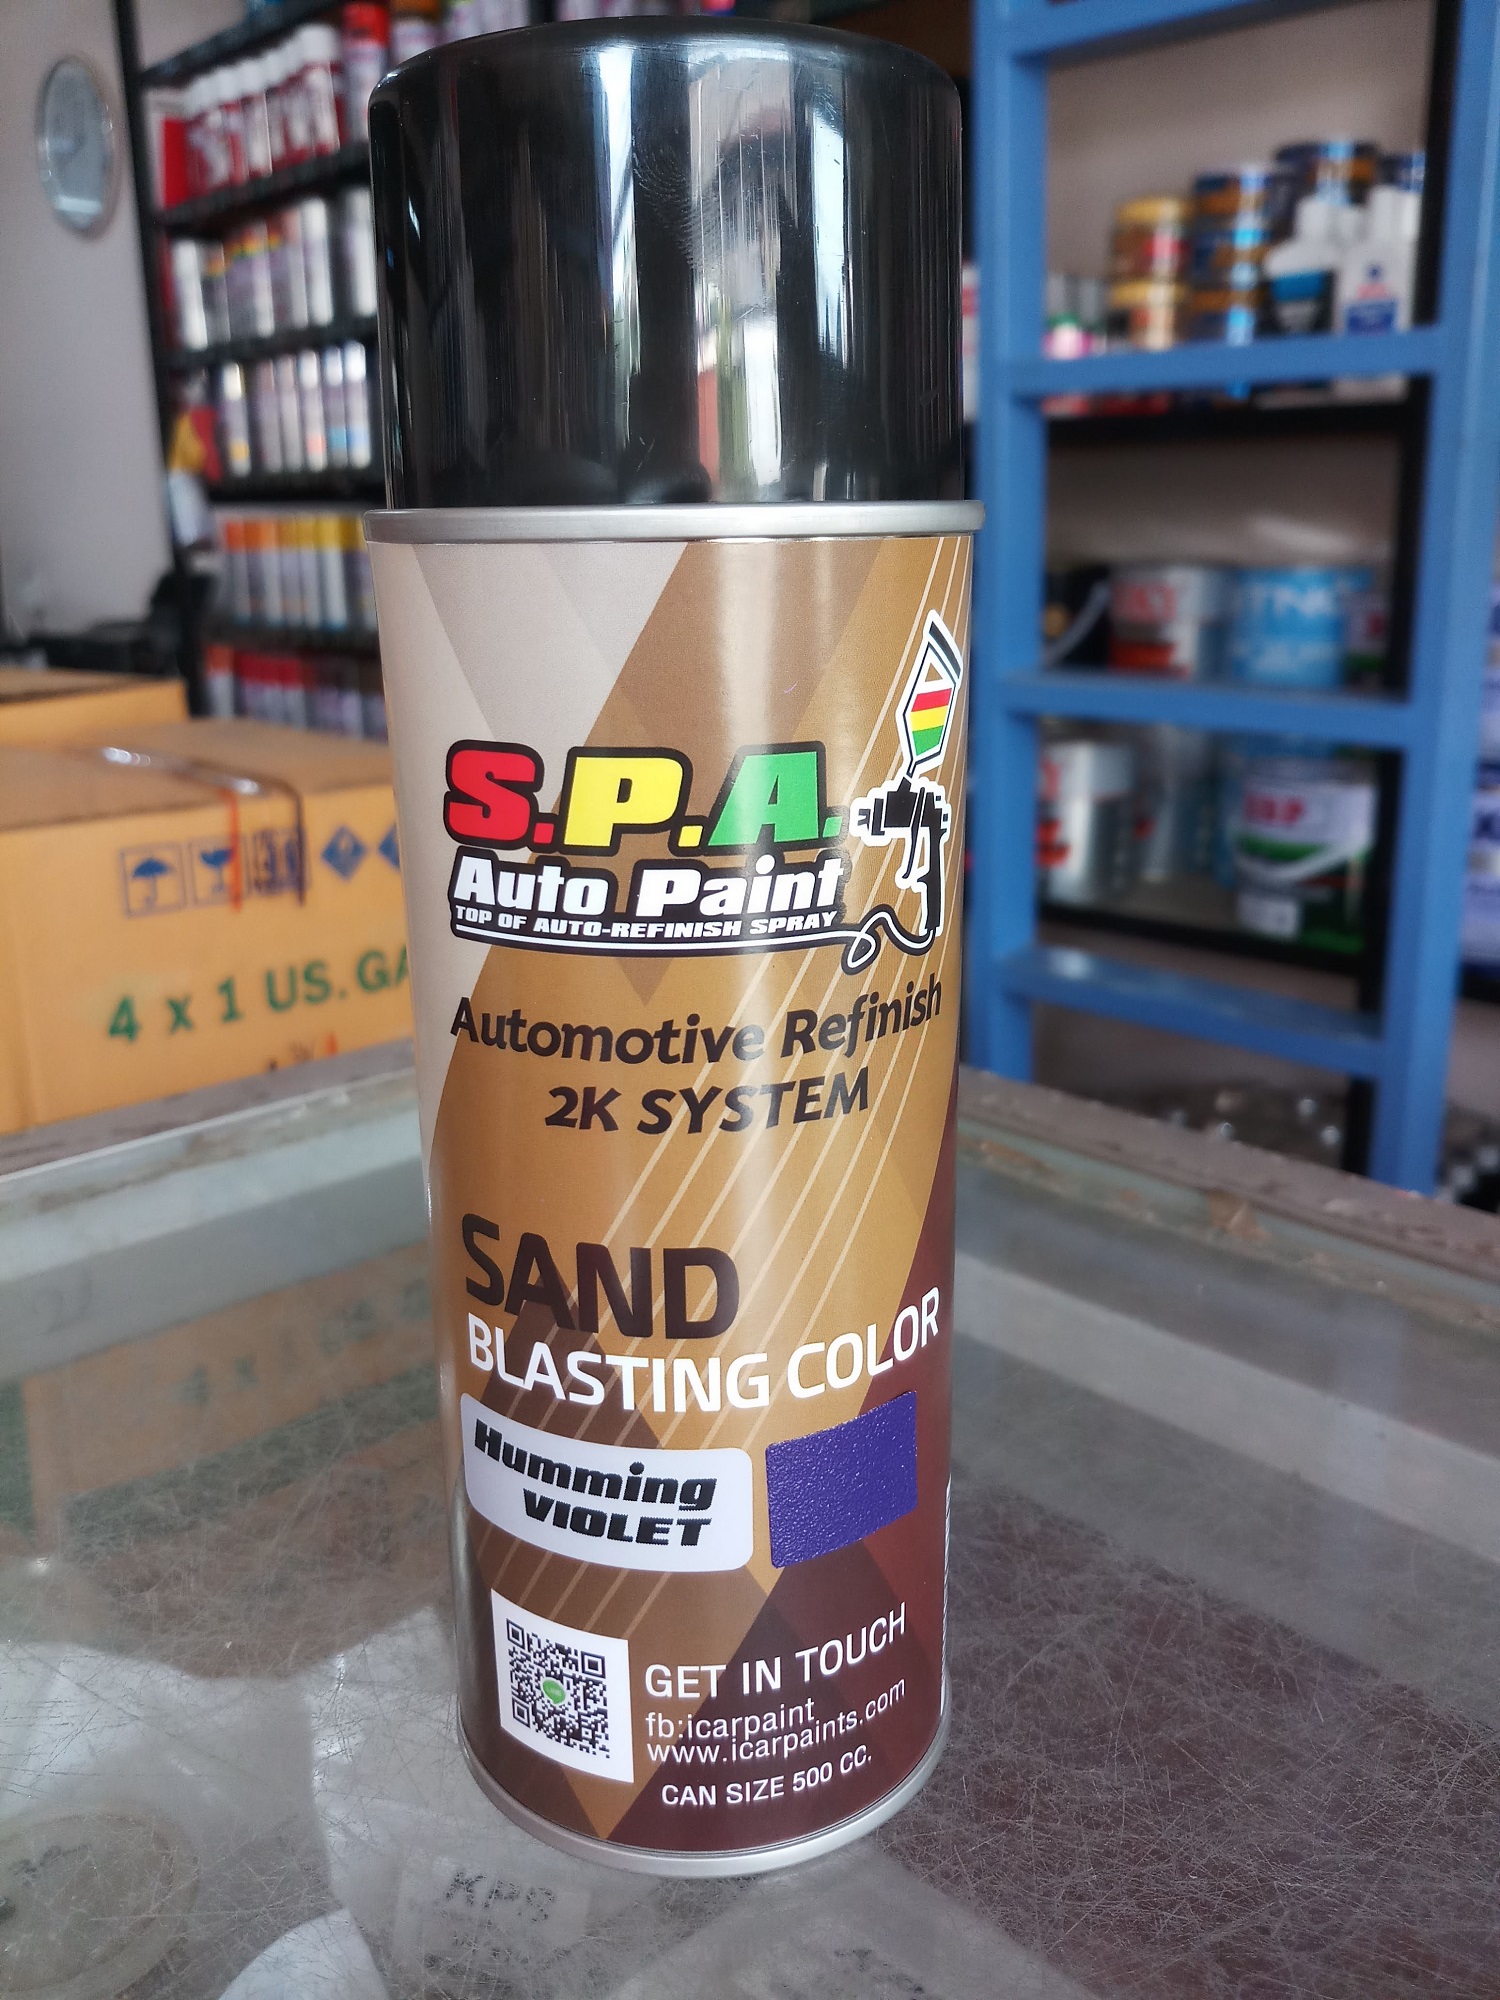 S.P.A.
Auto Paint
TOP OF AUTO-REFINISH SPRAY
Automotive Refinish
2K SYSTEM
SAND
BLASTING COLOR
Humming
VIOLET
GET IN TOUCH
fb:icarpaint
www.icarpaints.com
CAN SIZE 500 CC.
4 x 1 US.GA